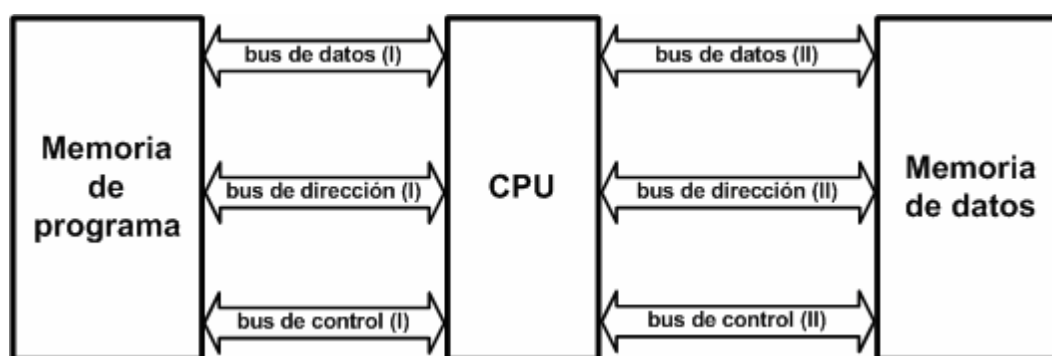 bus de datos (I)
bus de datos (II)
Memoria
de
programa
bus de dirección (I)
CPU
bus de dirección (II)
Memoria
de datos
bus de control (I)
bus de control (II)